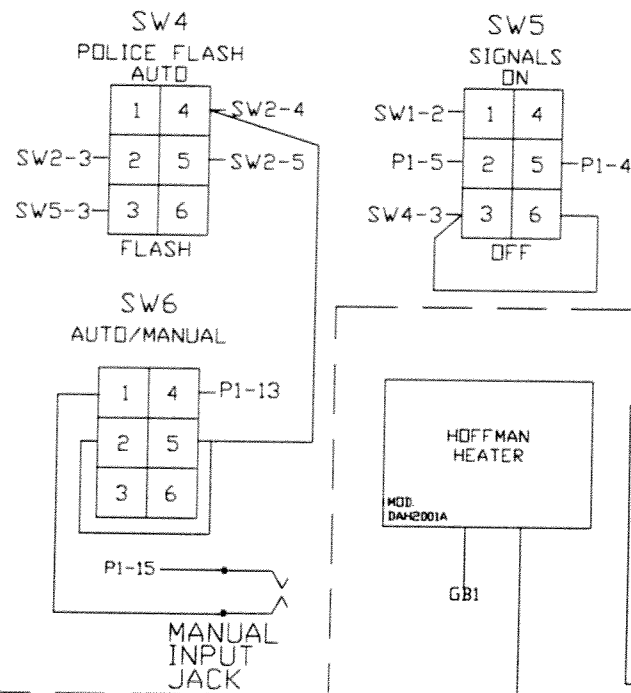 SW4
POLICE FLASH
AUTO
1 4 SW2-4
SW2-3 2 5 SW2-5
SW5-3 3 6
FLASH
SW5
SIGNALS
ON
SW1-2 1 4
P1-5 2 5 P1-4
SW4-3 3 6
OFF
SW6
AUTO/MANUAL
1 4 P1-13
2 5
3 6
P1-15
MANUAL
INPUT
JACK
HOFFMAN
HEATER
MOD.
DAH2001A
GB1